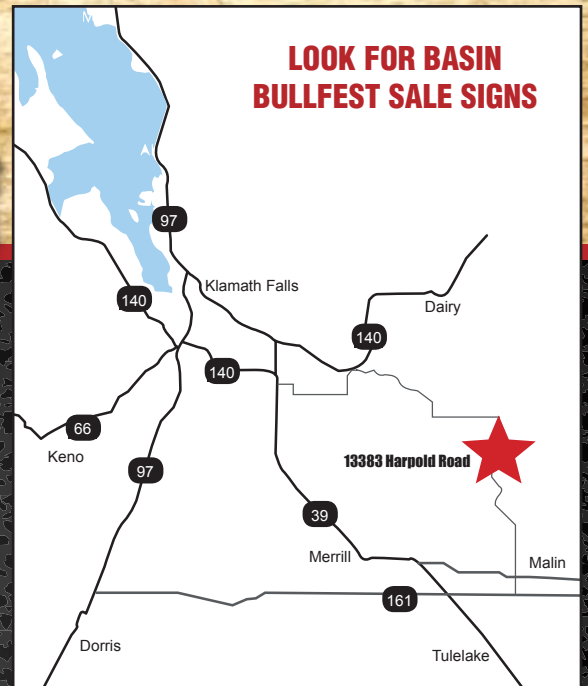 LOOK FOR BASIN
BULLFEST SALE SIGNS
97
Klamath Falls
140
Dairy
140
140
66
Keno
13383 Harpold Road
97
39
Merrill
Malin
161
Dorris
Tulelake